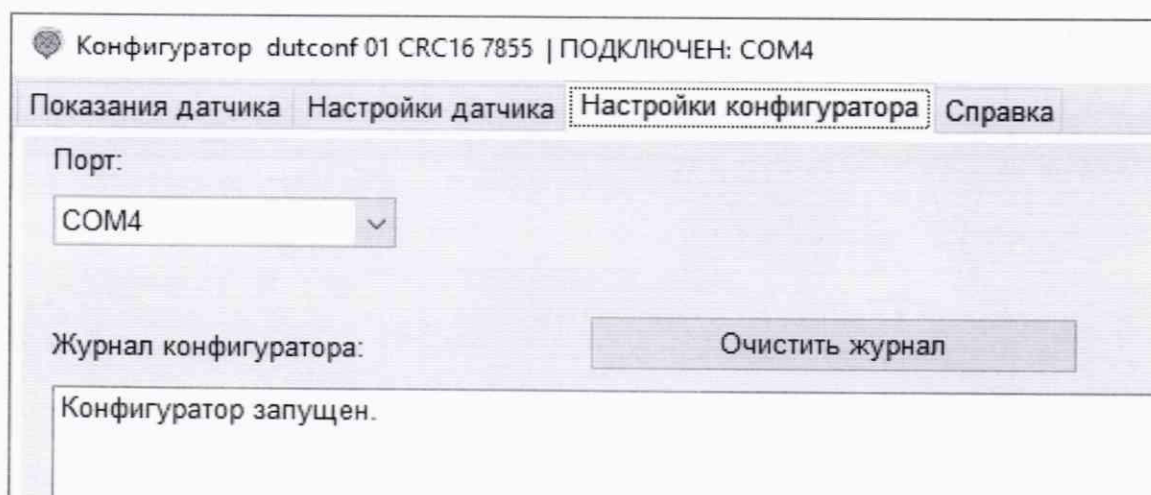 Конфигуратор dutconf 01 CRC16 7855 | ПОДКЛЮЧЕН: COM4
Показания датчика Настройки датчика Настройки конфигуратора Справка
Порт:
COM4
Журнал конфигуратора: Очистить журнал
Конфигуратор запущен.